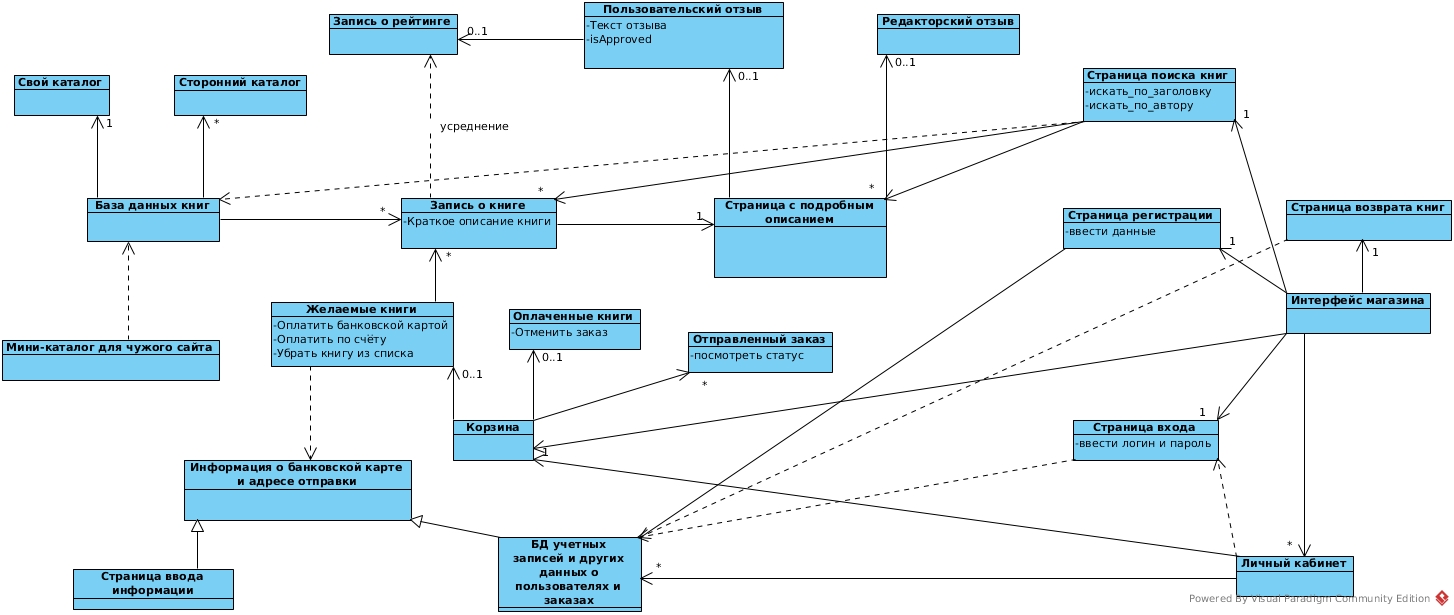 Запись о рейтинге
0..1
Пользовательский отзыв
-Текст отзыва
-isApproved
Редакторский отзыв
Свой каталог
Сторонний каталог
0..1
0..1
Страница поиска книг
-искать_по_заголовку
-искать_по_автору
1
*
усреднение
1
База данных книг
*
Запись о книге
-Краткое описание книги
*
1
Страница с подробным
описанием
*
Страница регистрации
-ввести данные
1
Страница возврата книг
1
*
Мини-каталог для чужого сайта
Желаемые книги
-Оплатить банковской картой
-Оплатить по счёту
-Убрать книгу из списка
Оплаченные книги
-Отменить заказ
Отправленный заказ
-посмотреть статус
Интерфейс магазина
0..1
0..1
*
Корзина
1
1
Страница входа
-ввести логин и пароль
Информация о банковской карте
и адресе отправки
Страница ввода
информации
БД учетных
записей и других
данных о
пользователях и
заказах
*
*
Личный кабинет
Powered By Visual Paradigm Community Edition